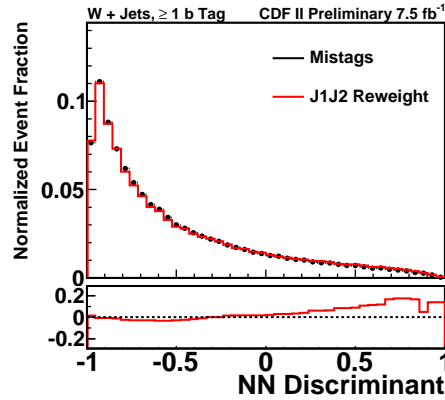 W + Jets, ≥ 1 b Tag CDF II Preliminary 7.5 fb⁻¹
Normalized Event Fraction
Mistags
J1J2 Reweight
0.1
0.05
0
0.2
0
-0.2
-1 -0.5 0 0.5 1
NN Discriminant